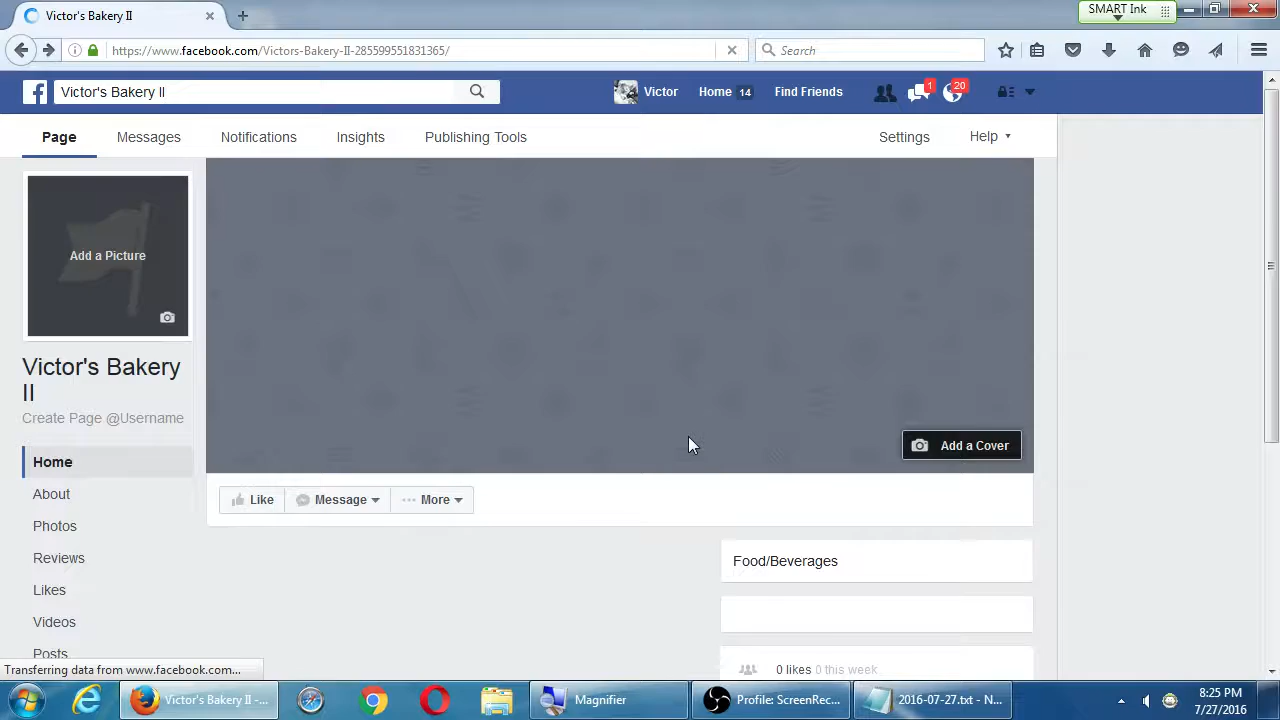 Victor's Bakery II
SMART Ink
https://www.facebook.com/Victors-Bakery-II-285599551831365/
Search
Victor's Bakery II
Victor
Home 14
Find Friends
1
20
Page
Messages
Notifications
Insights
Publishing Tools
Settings
Help
Add a Picture
Victor's Bakery
II
Create Page @Username
Add a Cover
Home
About
Photos
Reviews
Likes
Videos
Posts
Like
Message
More
Food/Beverages
0 likes 0 this week
Transferring data from www.facebook.com...
Victor's Bakery II -...
Magnifier
Profile: ScreenRec...
2016-07-27.txt - N...
8:25 PM
7/27/2016